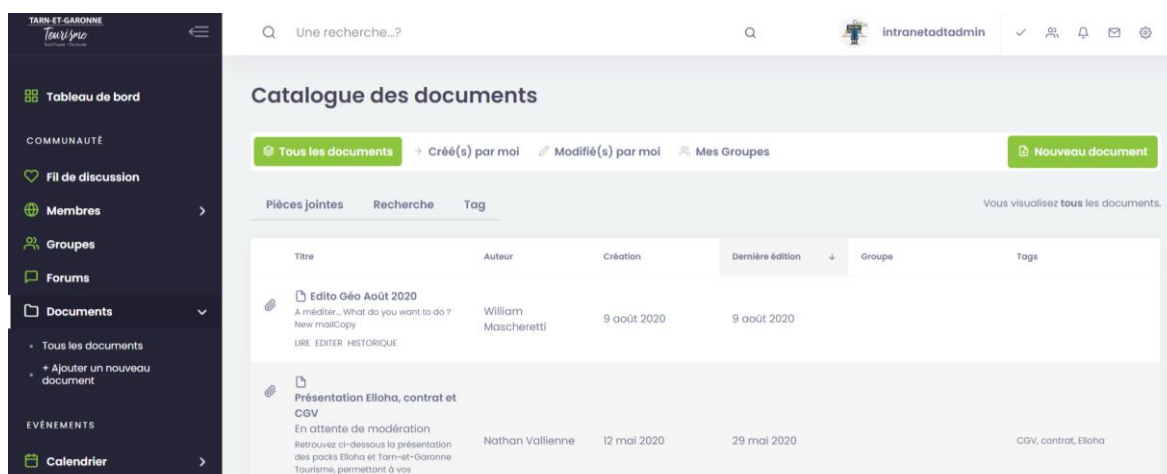 TARN-ET-GARONNE
Tourisme
Sud-Ouest - Occitanie
Une recherche...?
intranetadtadmin
Tableau de bord
COMMUNAUTÉ
Fil de discussion
Membres
Groupes
Forums
Documents
Tous les documents
+ Ajouter un nouveau
document
EVÉNEMENTS
Calendrier
Catalogue des documents
Tous les documents
Créé(s) par moi
Modifié(s) par moi
Mes Groupes
Nouveau document
Pièces jointes
Recherche
Tag
Vous visualisez tous les documents.
Titre Auteur Création Dernière édition Groupe Tags
Edito Géo Août 2020
A méditer... What do you want to do ?
New mailCopy
LIRE EDITER HISTORIQUE
William
Mascheretti
9 août 2020
9 août 2020
Présentation Elloha, contrat et
CGV
En attente de modération
Retrouvez ci-dessous la présentation
des packs Elloha et Tarn-et-Garonne
Tourisme, permettant à vos
Nathan Vallienne
12 mai 2020
29 mai 2020
CGV, contrat, Elloha